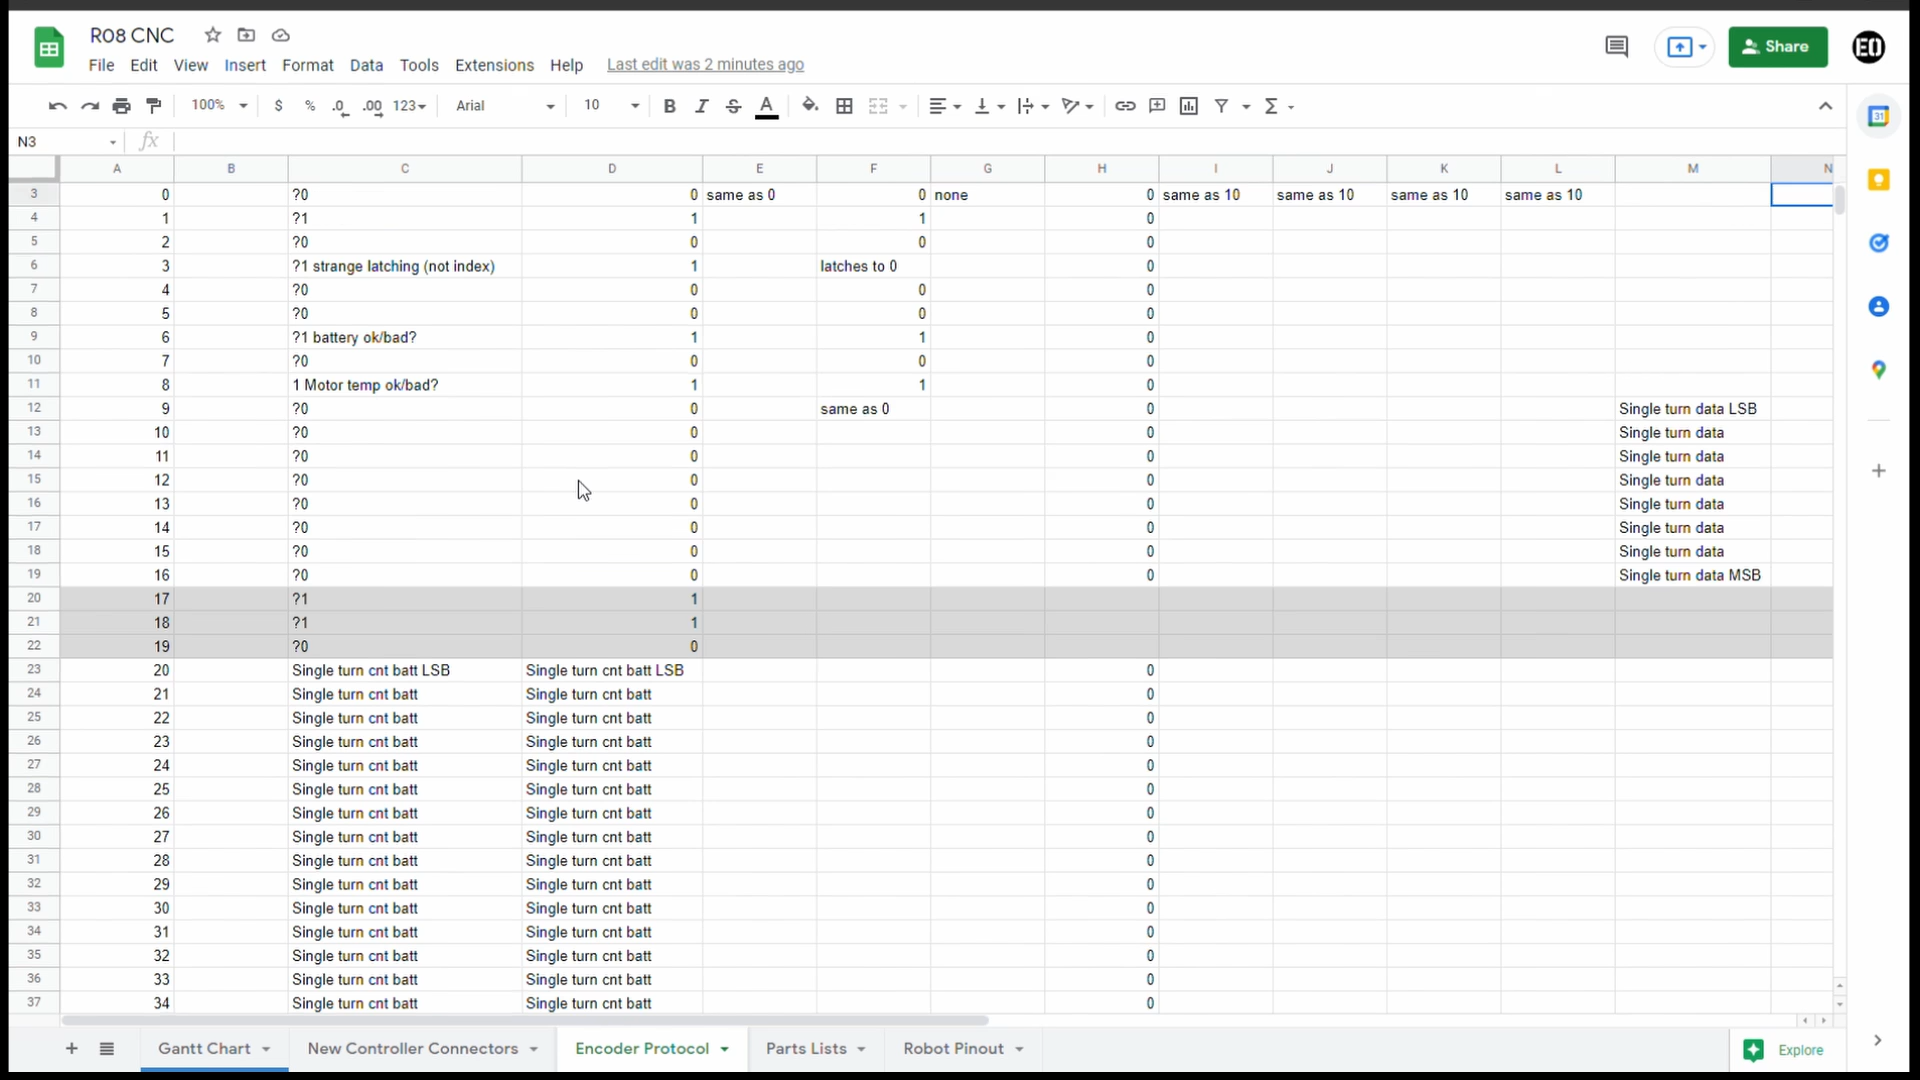 R08 CNC
File Edit View Insert Format Data Tools Extensions Help Last edit was 2 minutes ago
Share
EO
100% $ % .0 .00 123 Arial 10 B I S A Σ
31
N3 fx
A B C D E F G H I J K L M N
3 0 ?0 0 same as 0 0 none 0 same as 10 same as 10 same as 10 same as 10
4 1 ?1 1 1 0
5 2 ?0 0 0 0
6 3 ?1 strange latching (not index) 1 latches to 0 0
7 4 ?0 0 0 0
8 5 ?0 0 0 0
9 6 ?1 battery ok/bad? 1 1 0
10 7 ?0 0 0 0
11 8 1 Motor temp ok/bad? 1 1 0
12 9 ?0 0 same as 0 0 Single turn data LSB
13 10 ?0 0 0 Single turn data
14 11 ?0 0 0 Single turn data
15 12 ?0 0 0 Single turn data
16 13 ?0 0 0 Single turn data
17 14 ?0 0 0 Single turn data
18 15 ?0 0 0 Single turn data
19 16 ?0 0 0 Single turn data MSB
20 17 ?1 1
21 18 ?1 1
22 19 ?0 0
23 20 Single turn cnt batt LSB Single turn cnt batt LSB 0
24 21 Single turn cnt batt Single turn cnt batt 0
25 22 Single turn cnt batt Single turn cnt batt 0
26 23 Single turn cnt batt Single turn cnt batt 0
27 24 Single turn cnt batt Single turn cnt batt 0
28 25 Single turn cnt batt Single turn cnt batt 0
29 26 Single turn cnt batt Single turn cnt batt 0
30 27 Single turn cnt batt Single turn cnt batt 0
31 28 Single turn cnt batt Single turn cnt batt 0
32 29 Single turn cnt batt Single turn cnt batt 0
33 30 Single turn cnt batt Single turn cnt batt 0
34 31 Single turn cnt batt Single turn cnt batt 0
35 32 Single turn cnt batt Single turn cnt batt 0
36 33 Single turn cnt batt Single turn cnt batt 0
37 34 Single turn cnt batt Single turn cnt batt 0
Gantt Chart New Controller Connectors Encoder Protocol Parts Lists Robot Pinout Explore